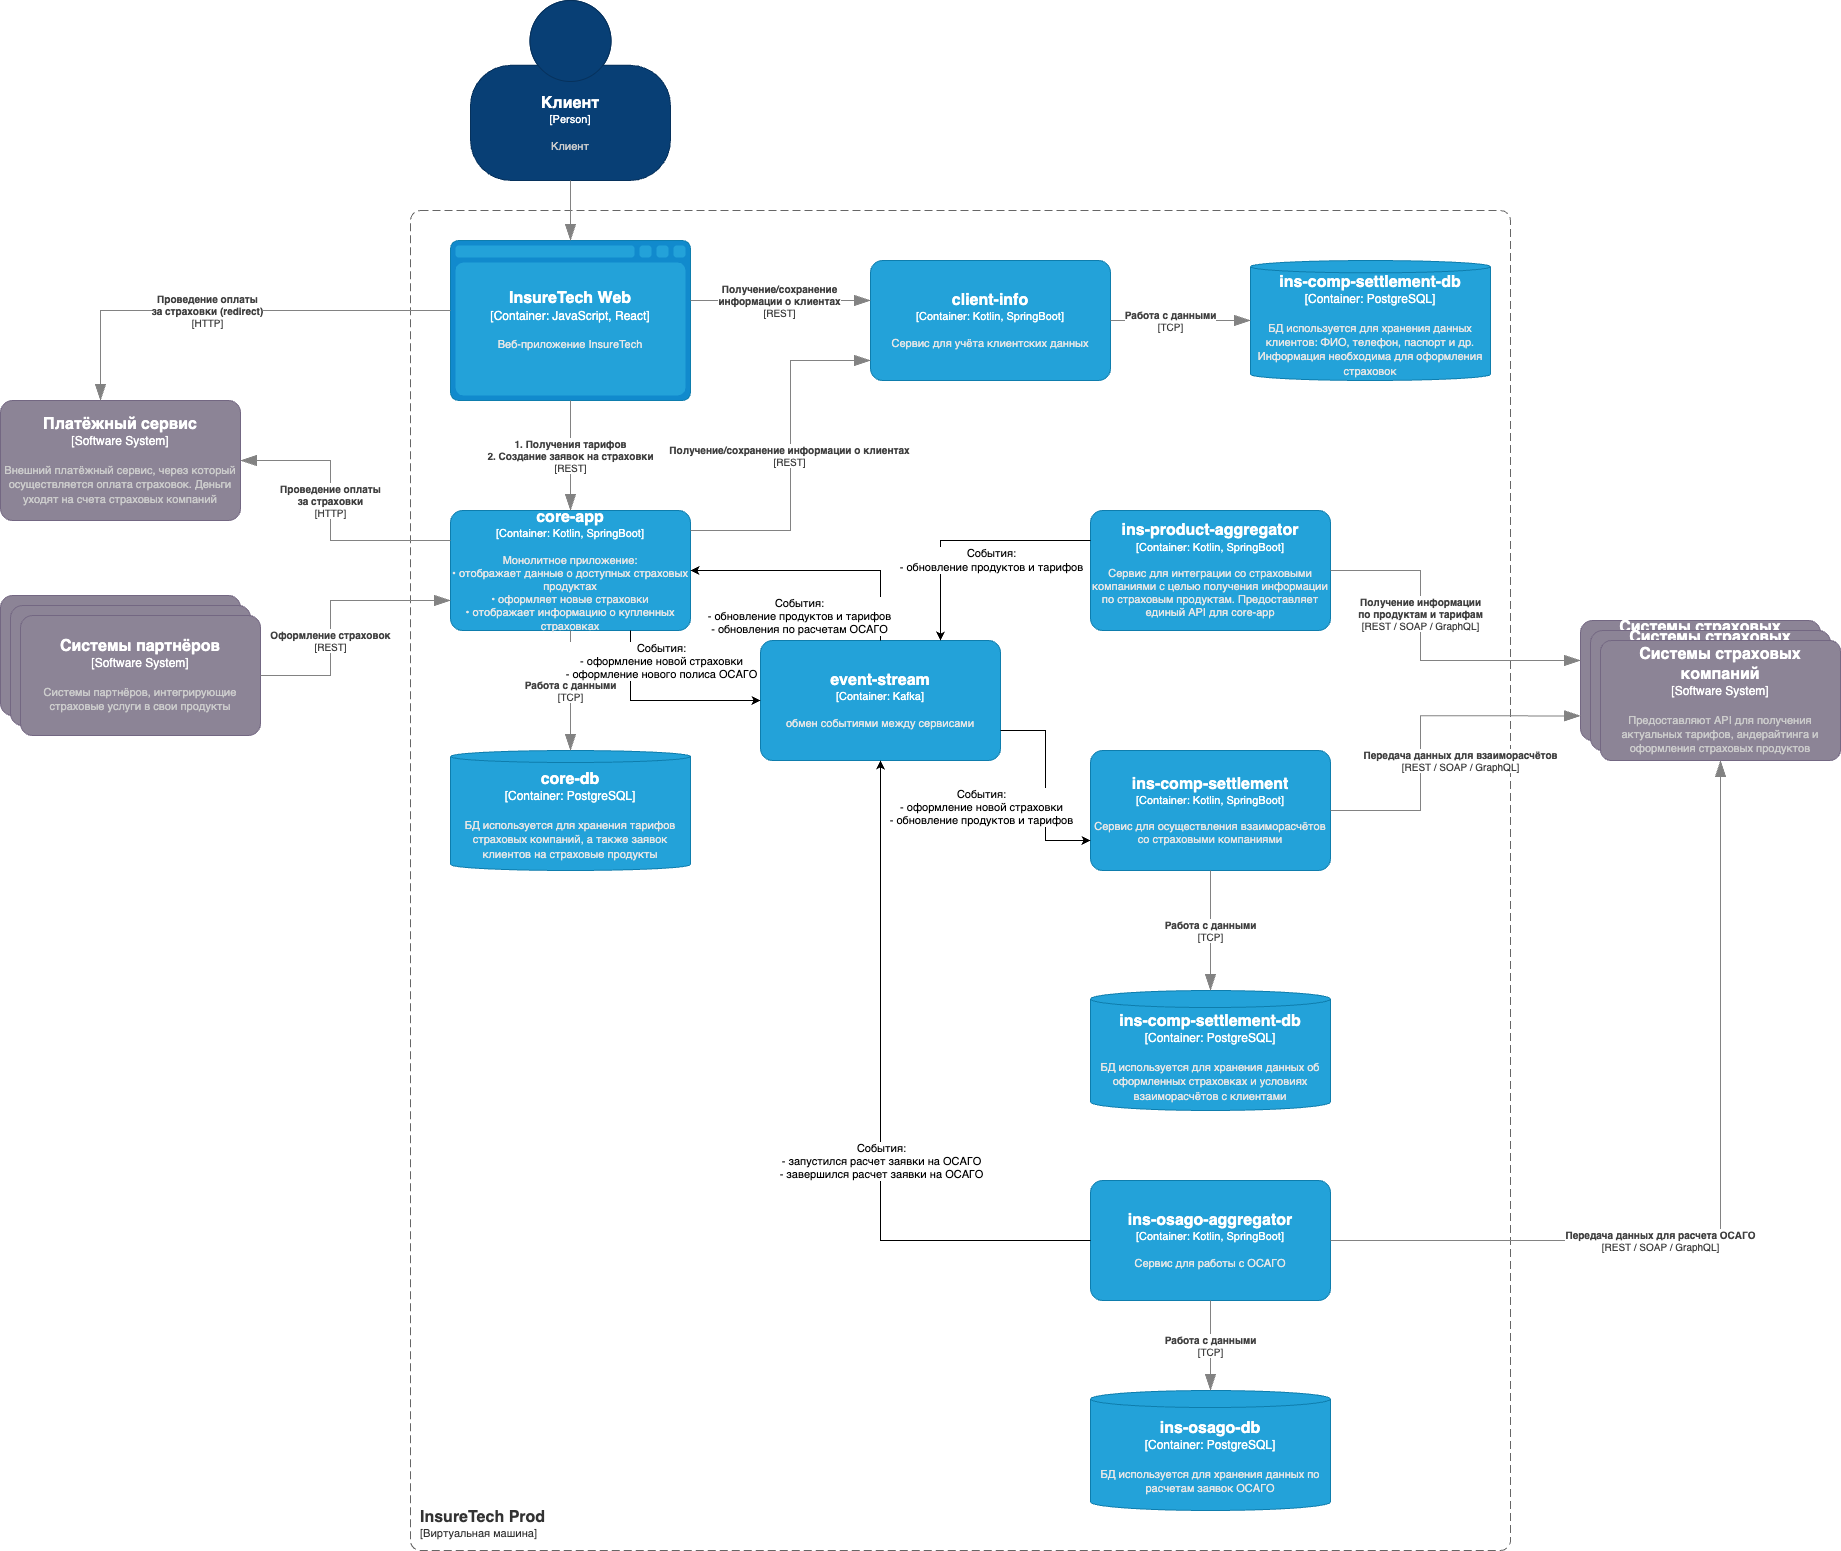 Клиент
[Person]
Клиент
InsureTech Web
[Container: JavaScript, React]
Веб-приложение InsureTech
Получение/сохранение
информации о клиентах
[REST]
client-info
[Container: Kotlin, SpringBoot]
Сервис для учёта клиентских данных
Работа с данными
[TCP]
ins-comp-settlement-db
[Container: PostgreSQL]
БД используется для хранения данных
клиентов: ФИО, телефон, паспорт и др.
Информация необходима для оформления
страховок
Проведение оплаты
за страховки (redirect)
[HTTP]
Платёжный сервис
[Software System]
Внешний платёжный сервис, через который
осуществляется оплата страховок. Деньги
уходят на счета страховых компаний
1. Получения тарифов
2. Создание заявок на страховки
[REST]
Получение/сохранение информации о клиентах
[REST]
Проведение оплаты
за страховки
[HTTP]
core-app
[Container: Kotlin, SpringBoot]
Монолитное приложение:
• отображает данные о доступных страховых
продуктах
• оформляет новые страховки
• отображает информацию о купленных
страховках
События:
- обновление продуктов и тарифов
ins-product-aggregator
[Container: Kotlin, SpringBoot]
Сервис для интеграции со страховыми
компаниями с целью получения информации
по страховым продуктам. Предоставляет
единый API для core-app
Получение информации
по продуктам и тарифам
[REST / SOAP / GraphQL]
События:
- обновление продуктов и тарифов
- обновления по расчетам ОСАГО
Оформление страховок
[REST]
Системы партнёров
[Software System]
Системы партнёров, интегрирующие
страховые услуги в свои продукты
События:
- оформление новой страховки
- оформление нового полиса ОСАГО
Работа с данными
[TCP]
event-stream
[Container: Kafka]
обмен событиями между сервисами
Системы страховых
Системы страховых
Системы страховых
компаний
[Software System]
Предоставляют API для получения
актуальных тарифов, андерайтинга и
оформления страховых продуктов
core-db
[Container: PostgreSQL]
БД используется для хранения тарифов
страховых компаний, а также заявок
клиентов на страховые продукты
События:
- оформление новой страховки
- обновление продуктов и тарифов
ins-comp-settlement
[Container: Kotlin, SpringBoot]
Сервис для осуществления взаиморасчётов
со страховыми компаниями
Передача данных для взаиморасчётов
[REST / SOAP / GraphQL]
Работа с данными
[TCP]
ins-comp-settlement-db
[Container: PostgreSQL]
БД используется для хранения данных об
оформленных страховках и условиях
взаиморасчётов с клиентами
События:
- запустился расчет заявки на ОСАГО
- завершился расчет заявки на ОСАГО
ins-osago-aggregator
[Container: Kotlin, SpringBoot]
Сервис для работы с ОСАГО
Передача данных для расчета ОСАГО
[REST / SOAP / GraphQL]
Работа с данными
[TCP]
ins-osago-db
[Container: PostgreSQL]
БД используется для хранения данных по
расчетам заявок ОСАГО
InsureTech Prod
[Виртуальная машина]